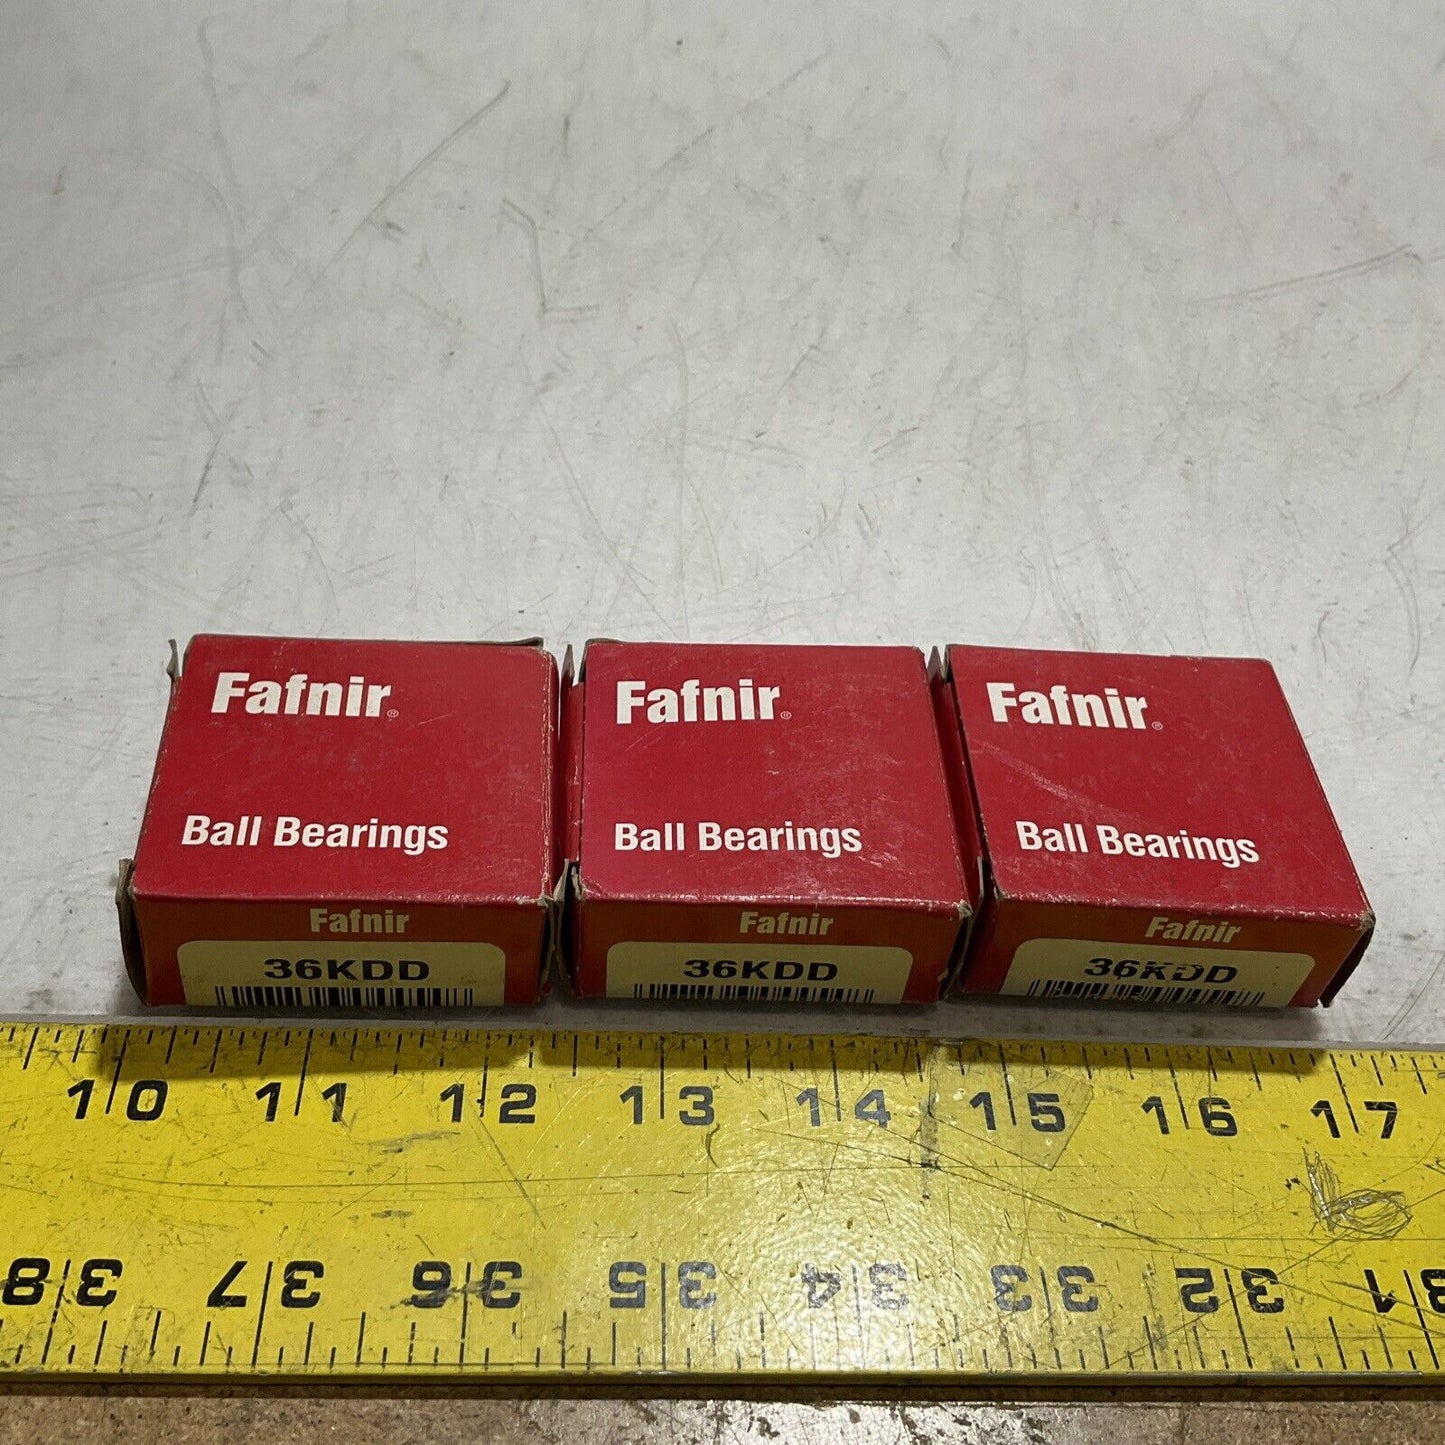 Fafnir®
Ball Bearings
Fafnir
36KDD
Fafnir®
Ball Bearings
Fafnir
36KDD
Fafnir®
Ball Bearings
Fafnir
36KDD
10 11 12 13 14 15 16 17
38 37 36 35 34 33 32 31